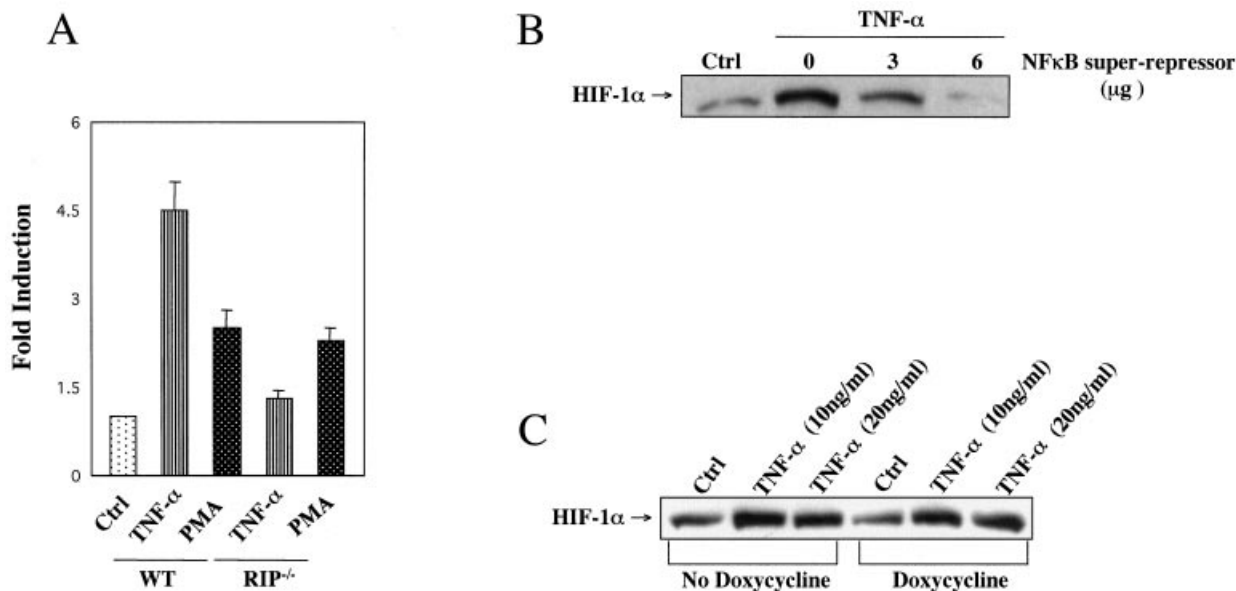 A
Fold Induction
6
4.5
3
1.5
0
Ctrl
TNF-α
PMA
TNF-α
PMA
WT
RIP-/-
B
TNF-α
Ctrl 0 3 6 NFκB super-repressor
(μg )
HIF-1α →
C
Ctrl
TNF-α (10ng/ml)
TNF-α (20ng/ml)
Ctrl
TNF-α (10ng/ml)
TNF-α (20ng/ml)
HIF-1α →
No Doxycycline
Doxycycline